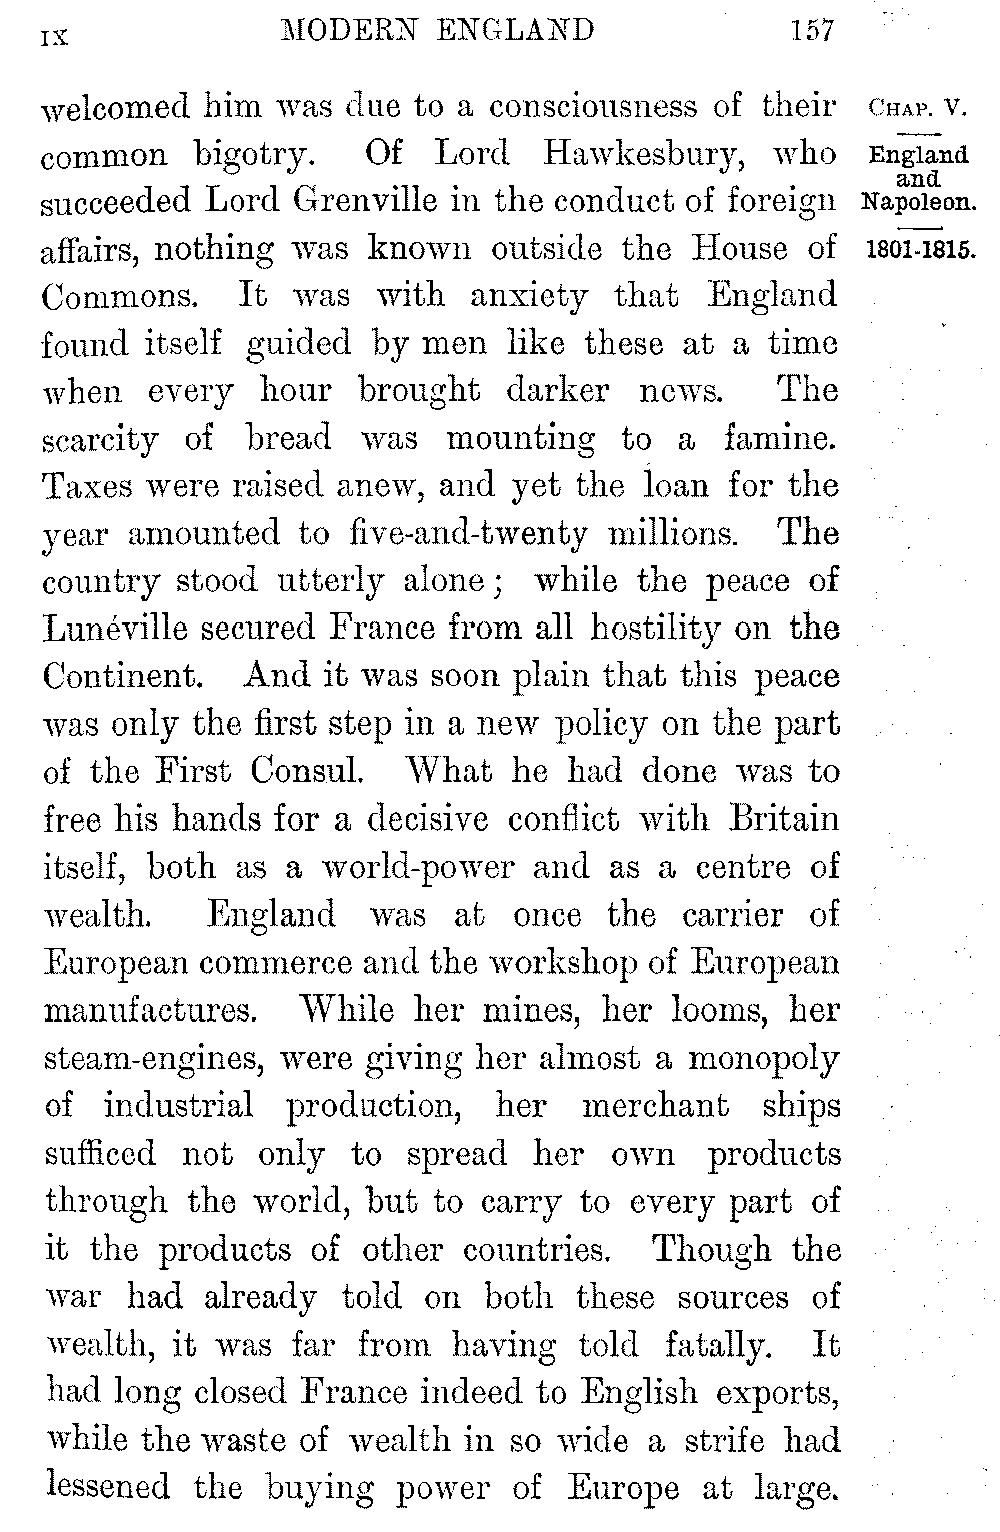 IX MODERN ENGLAND 157
welcomed him was due to a consciousness of their
common bigotry. Of Lord Hawkesbury, who
succeeded Lord Grenville in the conduct of foreign
affairs, nothing was known outside the House of
Commons. It was with anxiety that England
found itself guided by men like these at a time
when every hour brought darker news. The
scarcity of bread was mounting to a famine.
Taxes were raised anew, and yet the loan for the
year amounted to five-and-twenty millions. The
country stood utterly alone; while the peace of
Lunéville secured France from all hostility on the
Continent. And it was soon plain that this peace
was only the first step in a new policy on the part
of the First Consul. What he had done was to
free his hands for a decisive conflict with Britain
itself, both as a world-power and as a centre of
wealth. England was at once the carrier of
European commerce and the workshop of European
manufactures. While her mines, her looms, her
steam-engines, were giving her almost a monopoly
of industrial production, her merchant ships
sufficed not only to spread her own products
through the world, but to carry to every part of
it the products of other countries. Though the
war had already told on both these sources of
wealth, it was far from having told fatally. It
had long closed France indeed to English exports,
while the waste of wealth in so wide a strife had
lessened the buying power of Europe at large.
CHAP. V.
England
and
Napoleon.
1801-1815.